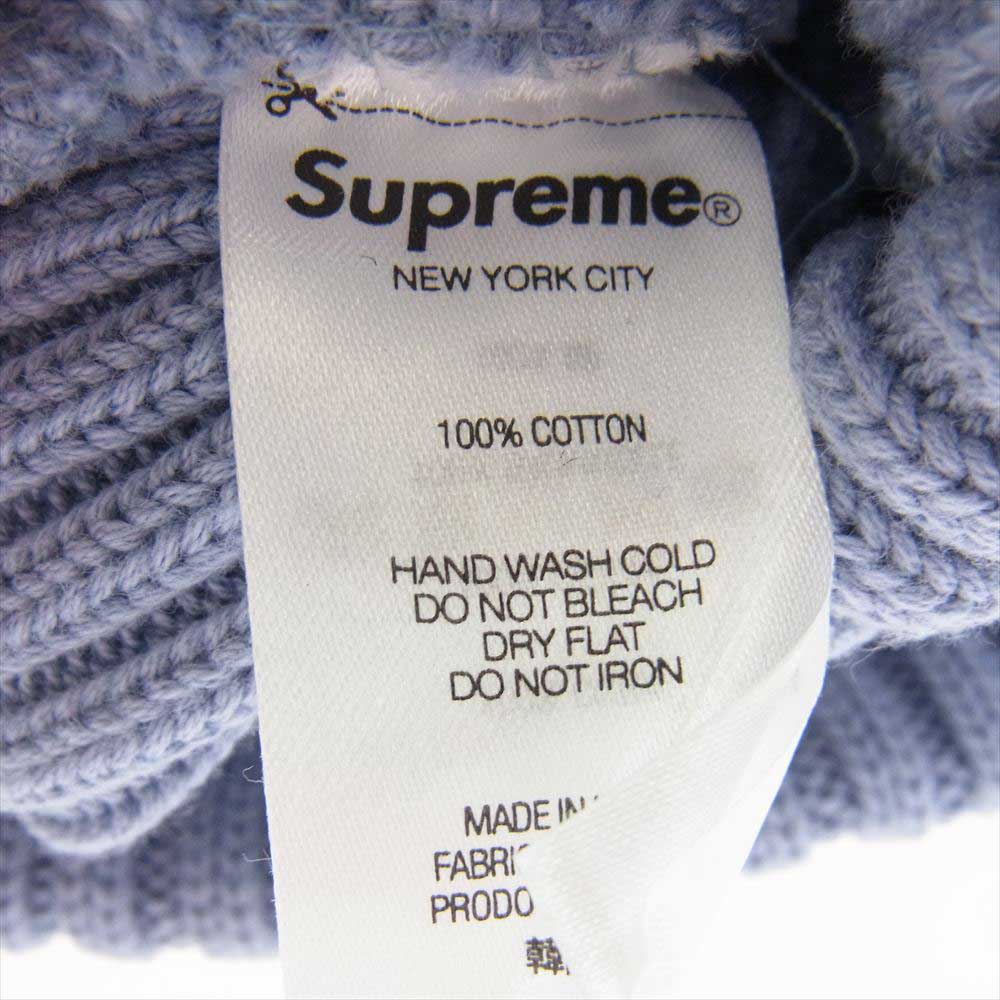 Supreme®
NEW YORK CITY
100% COTTON
HAND WASH COLD
DO NOT BLEACH
DRY FLAT
DO NOT IRON
MADE IN
FABRI
PRODO
韓